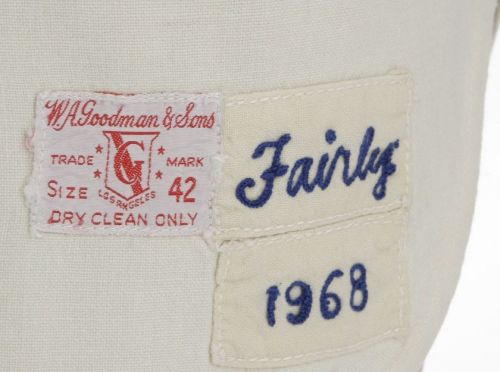 W.A. Goodman & Sons
G
TRADE MARK
LOS ANGELES
SIZE 42
DRY CLEAN ONLY
Fairly
1968